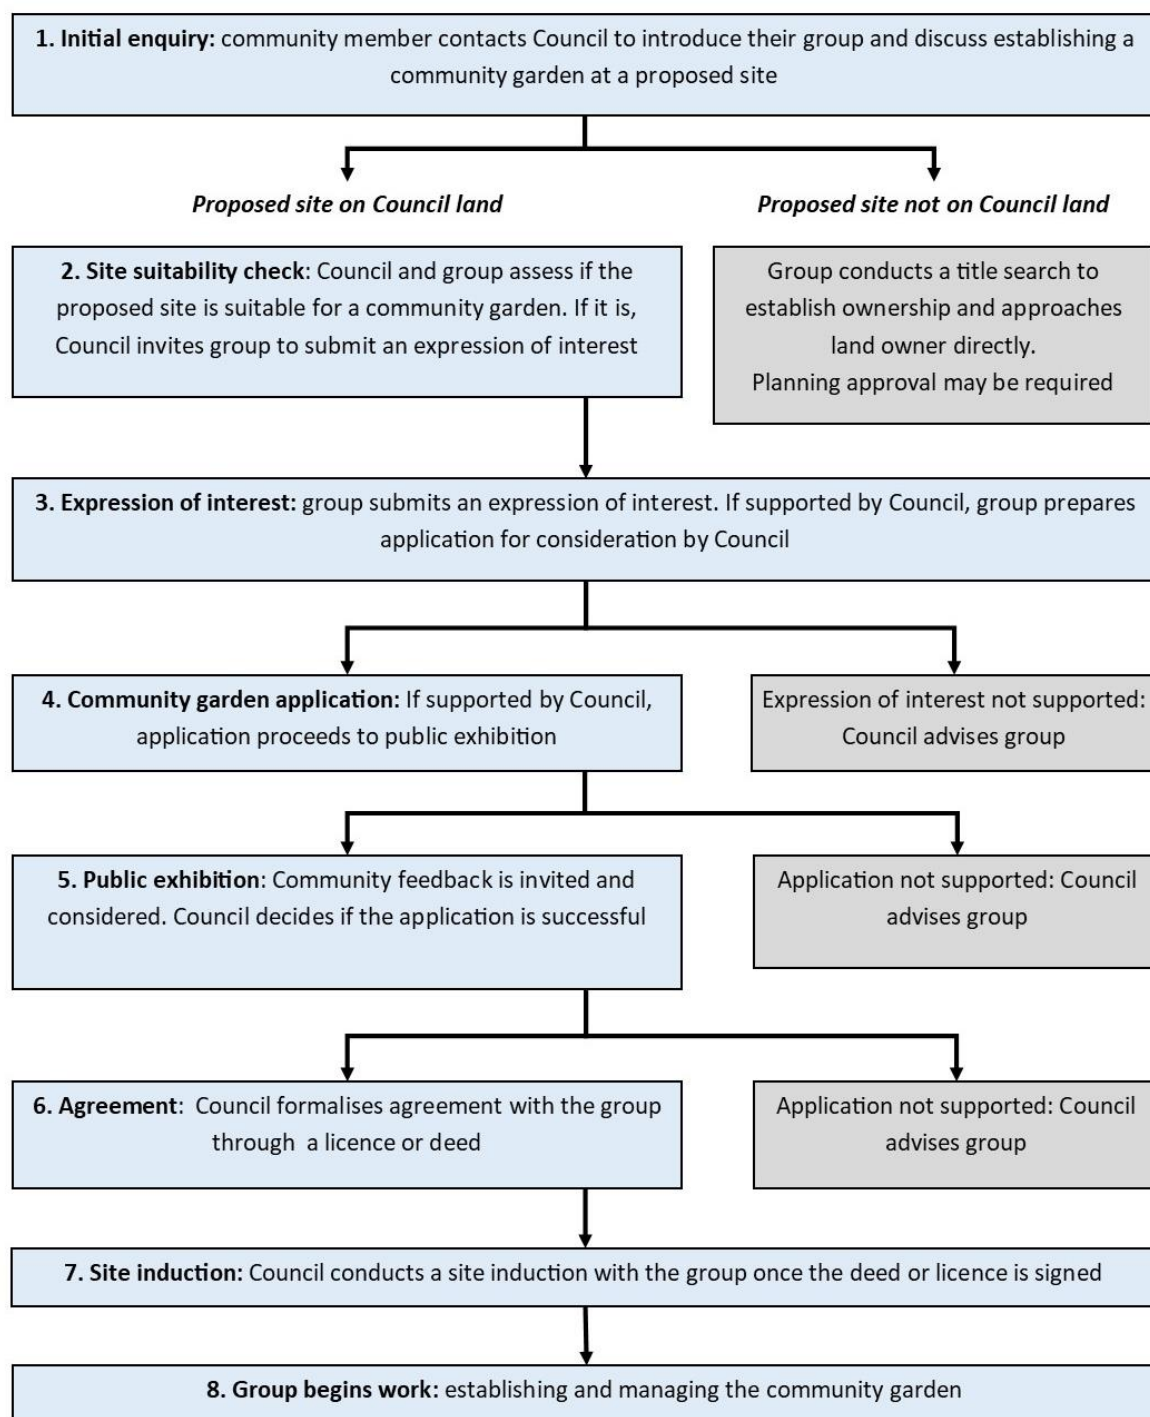 1. Initial enquiry: community member contacts Council to introduce their group and discuss establishing a
community garden at a proposed site
Proposed site on Council land
Proposed site not on Council land
2. Site suitability check: Council and group assess if the
proposed site is suitable for a community garden. If it is,
Council invites group to submit an expression of interest
Group conducts a title search to
establish ownership and approaches
land owner directly.
Planning approval may be required
3. Expression of interest: group submits an expression of interest. If supported by Council, group prepares
application for consideration by Council
4. Community garden application: If supported by Council,
application proceeds to public exhibition
Expression of interest not supported:
Council advises group
5. Public exhibition: Community feedback is invited and
considered. Council decides if the application is successful
Application not supported: Council
advises group
6. Agreement: Council formalises agreement with the group
through a licence or deed
Application not supported: Council
advises group
7. Site induction: Council conducts a site induction with the group once the deed or licence is signed
8. Group begins work: establishing and managing the community garden